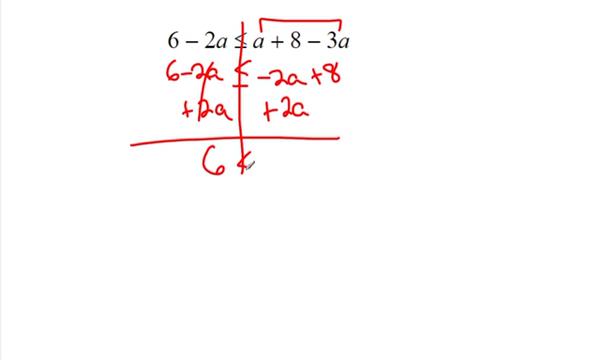 6 − 2a ≤ a + 8 − 3a
6-2a ≤ -2a+8
+2a +2a
6 <